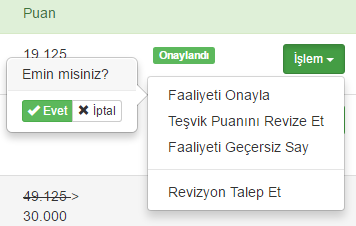 Puan
19.125 Onaylandı İşlem
Emin misiniz?
Evet İptal
Faaliyeti Onayla
Teşvik Puanını Revize Et
Faaliyeti Geçersiz Say
Revizyon Talep Et
49.125 >
30.000